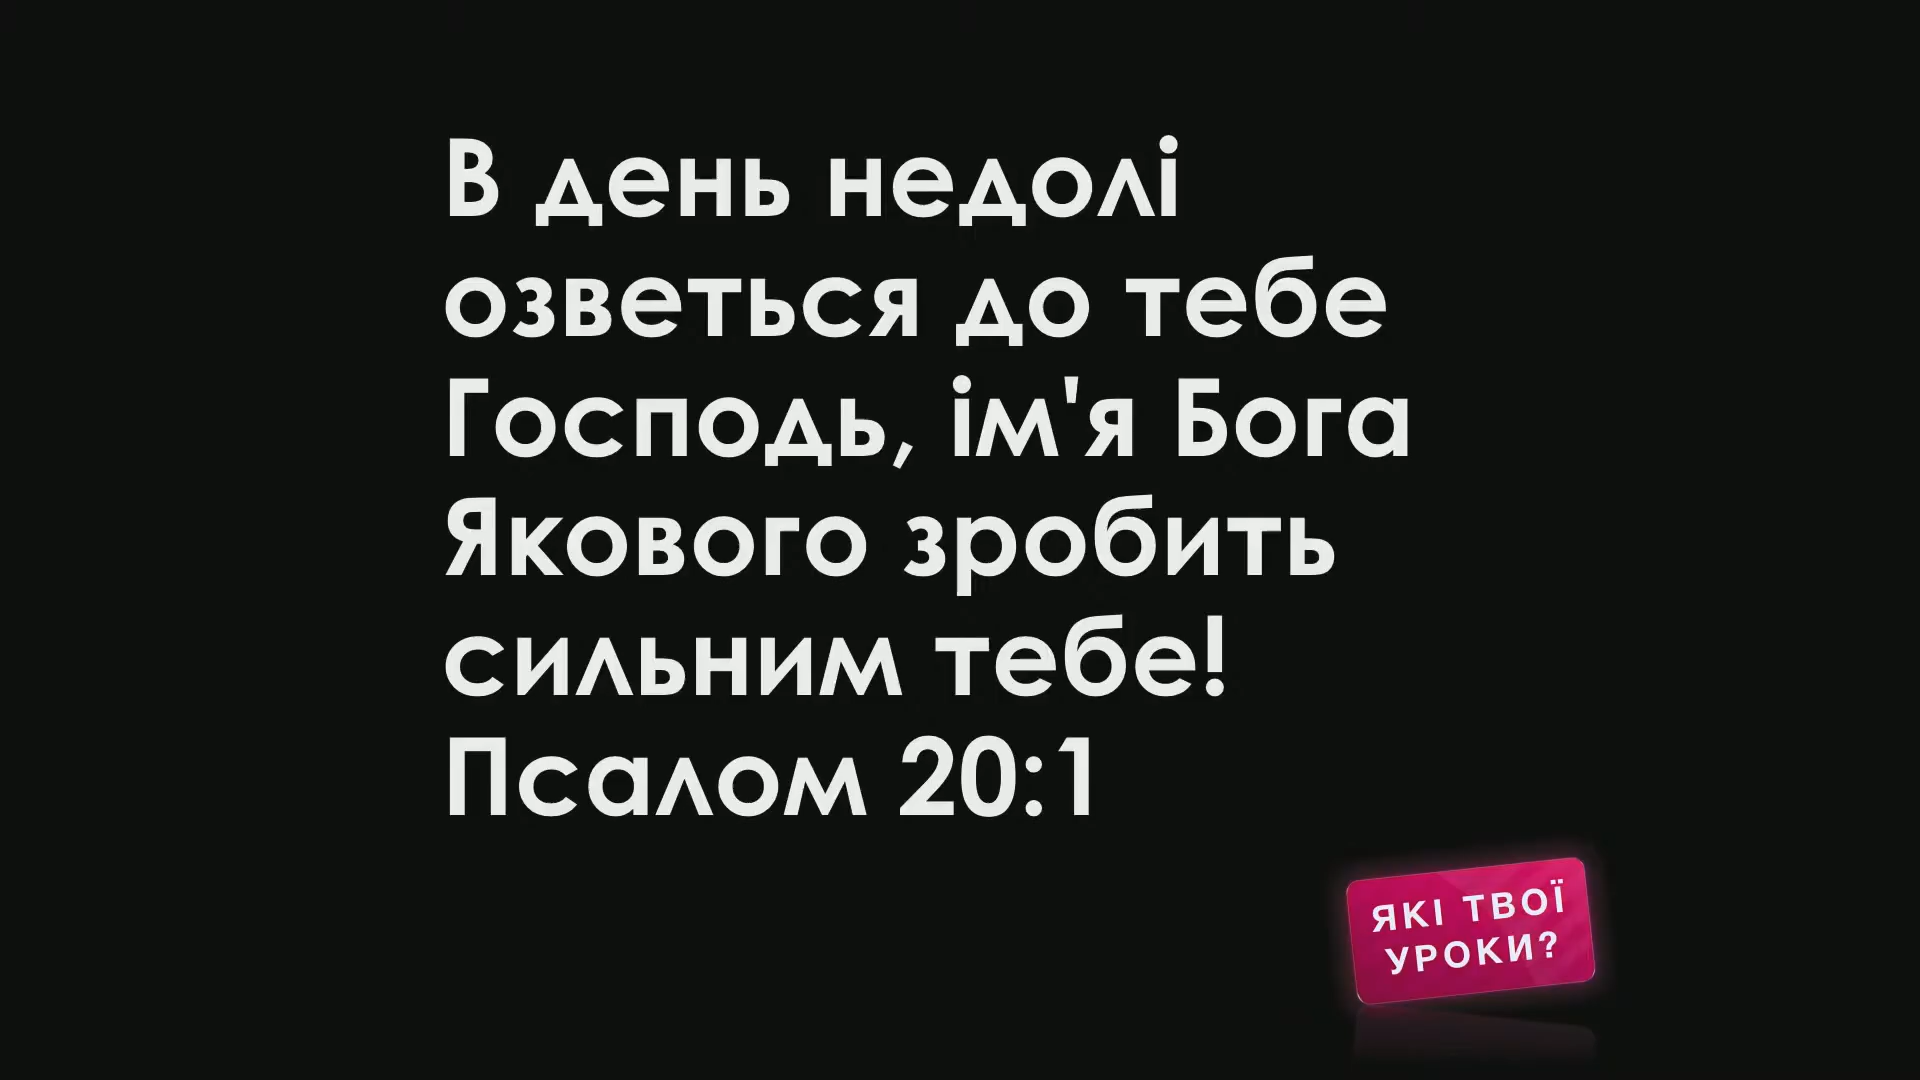 В день недолі
озветься до тебе
Господь, ім'я Бога
Якового зробить
сильним тебе!
Псалом 20:1
ЯКІ ТВОЇ
УРОКИ?